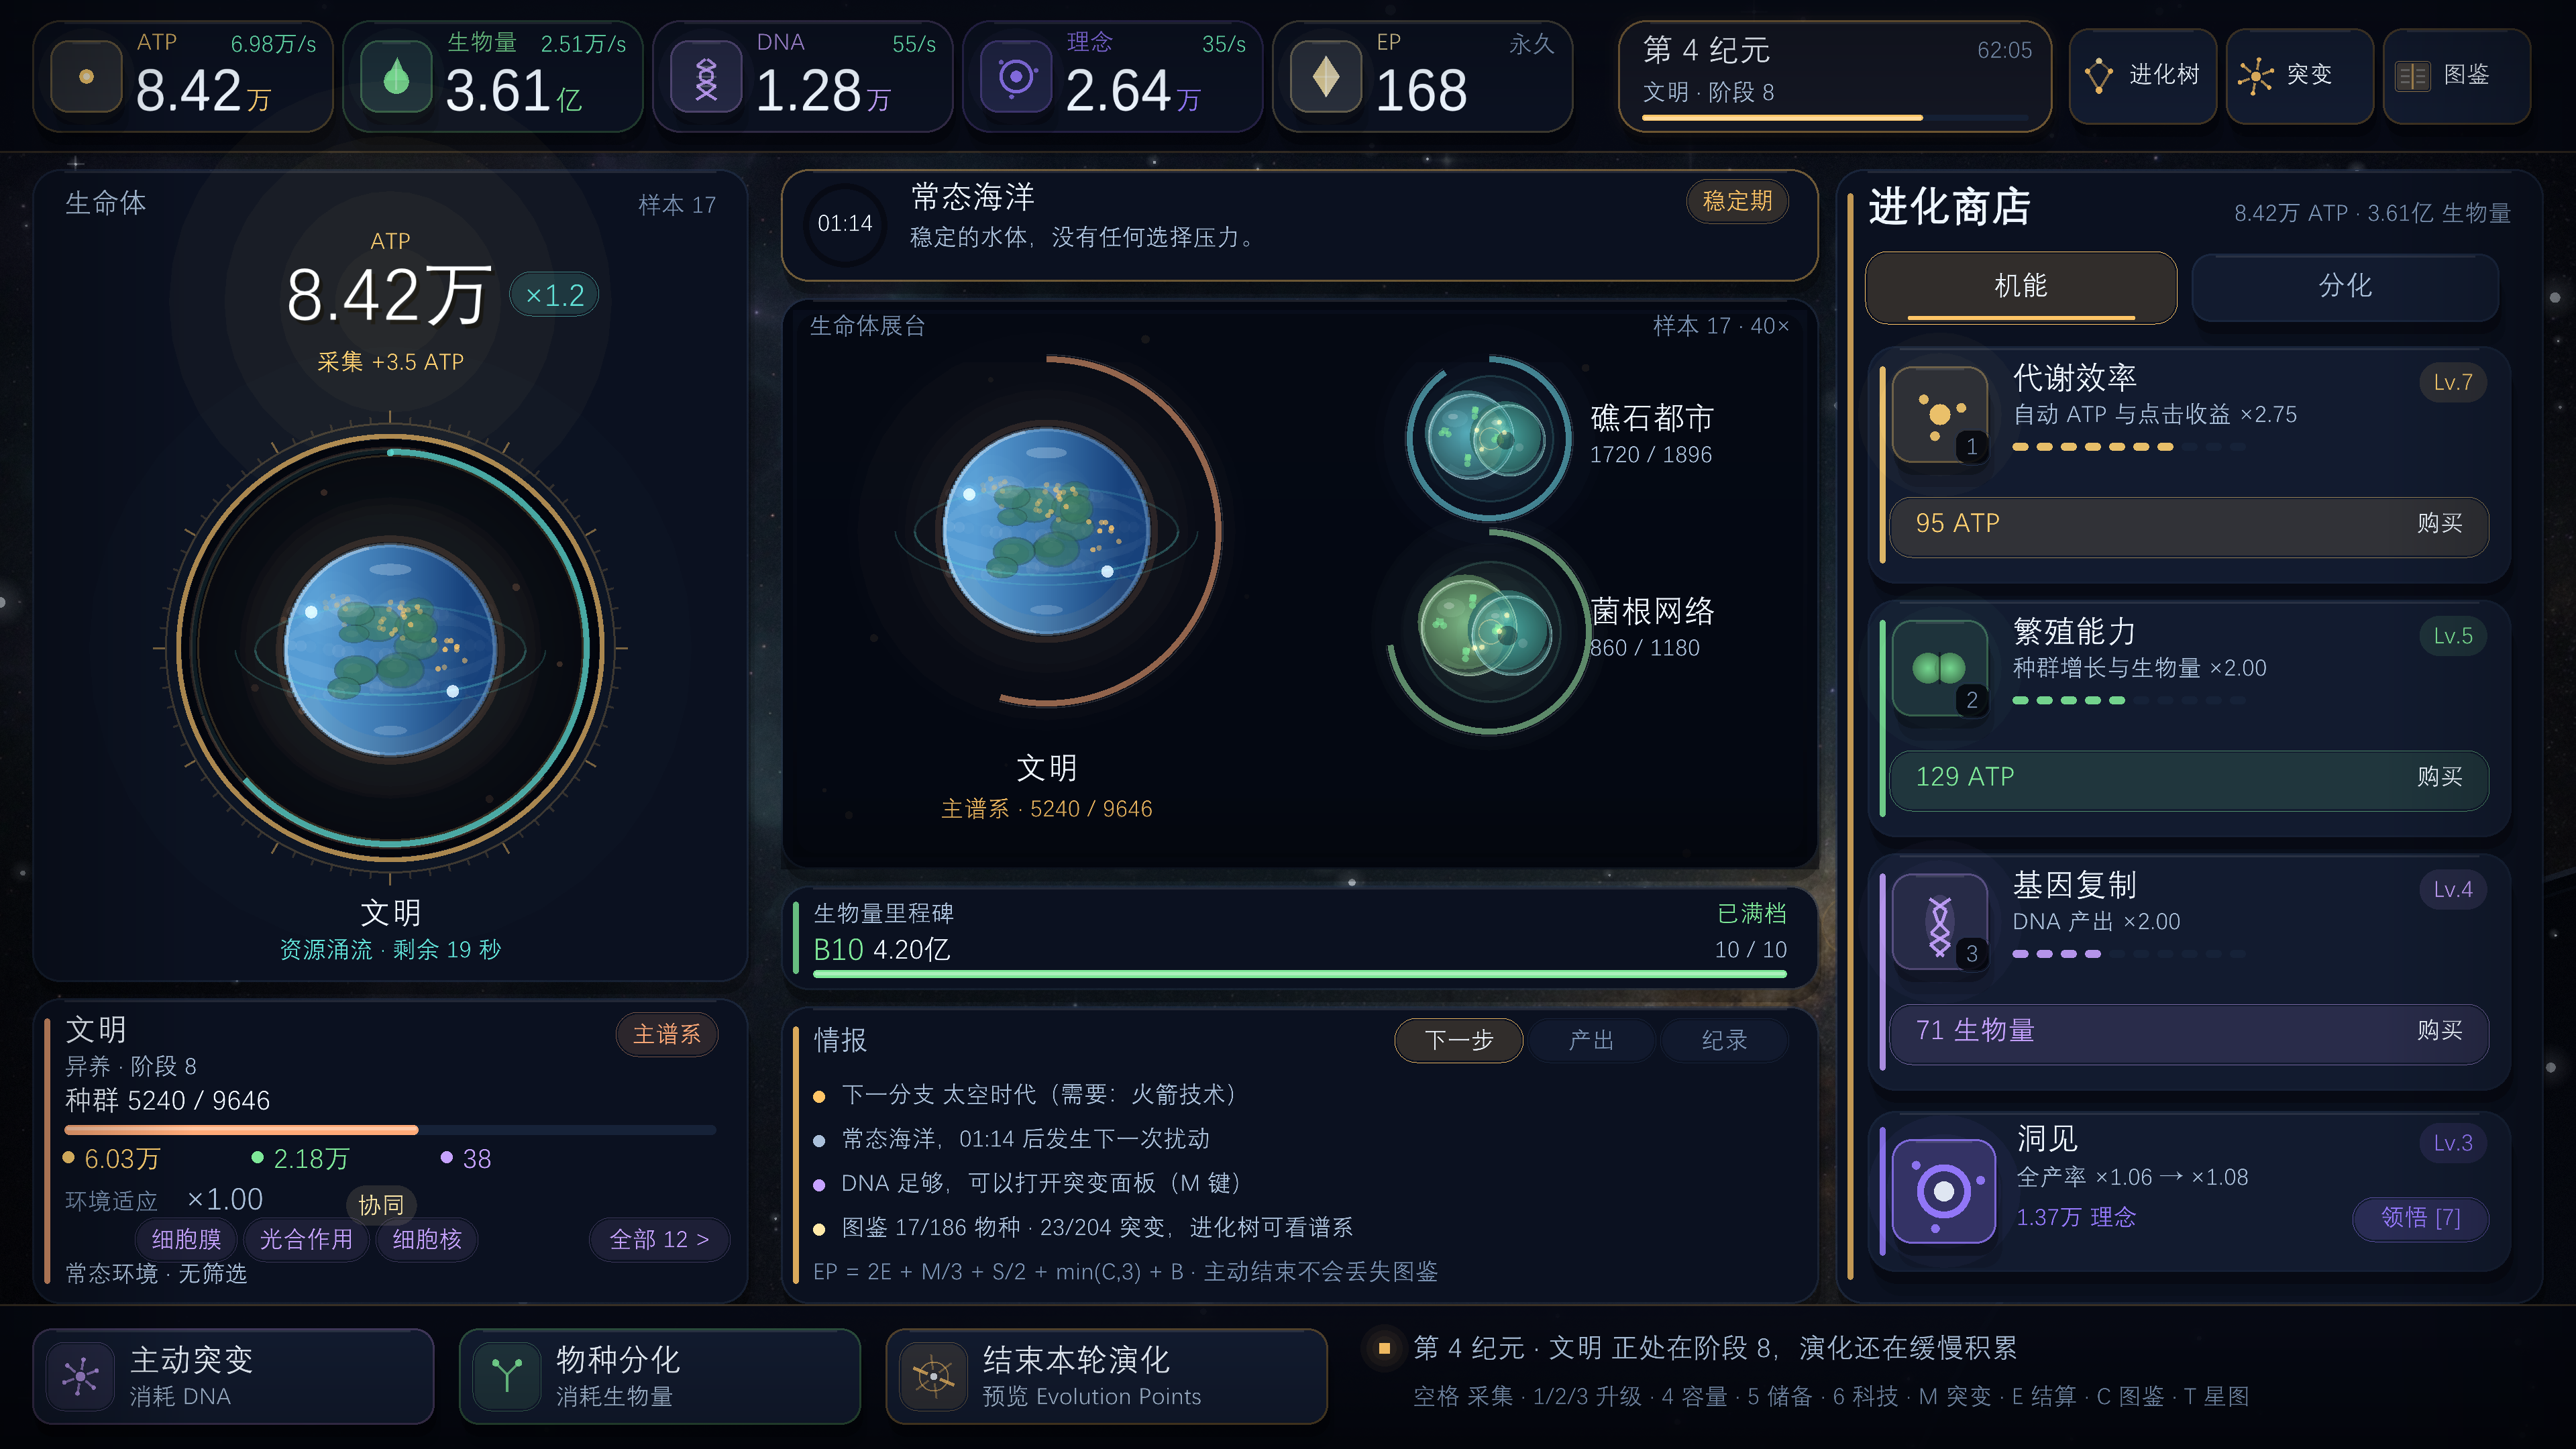 ATP 6.98万/s
8.42万
生物量 2.51万/s
3.61亿
DNA 55/s
1.28万
理念 35/s
2.64万
EP 永久
168
第 4 纪元 62:05
文明 · 阶段 8
进化树
突变
图鉴
生命体 样本 17
ATP
8.42万 ×1.2
采集 +3.5 ATP
文明
资源涌流 · 剩余 19 秒
文明 主谱系
异养 · 阶段 8
种群 5240 / 9646
6.03万 2.18万 38
环境适应 ×1.00 协同
细胞膜 光合作用 细胞核 全部 12 >
常态环境 · 无筛选
01:14
常态海洋 稳定期
稳定的水体，没有任何选择压力。
生命体展台 样本 17 · 40×
礁石都市
1720 / 1896
菌根网络
860 / 1180
文明
主谱系 · 5240 / 9646
生物量里程碑 已满档
B10 4.20亿 10 / 10
情报 下一步 产出 纪录
下一分支 太空时代（需要：火箭技术）
常态海洋，01:14 后发生下一次扰动
DNA 足够，可以打开突变面板（M 键）
图鉴 17/186 物种 · 23/204 突变，进化树可看谱系
EP = 2E + M/3 + S/2 + min(C,3) + B · 主动结束不会丢失图鉴
进化商店 8.42万 ATP · 3.61亿 生物量
机能 分化
代谢效率 Lv.7
自动 ATP 与点击收益 ×2.75
1
95 ATP 购买
繁殖能力 Lv.5
种群增长与生物量 ×2.00
2
129 ATP 购买
基因复制 Lv.4
DNA 产出 ×2.00
3
71 生物量 购买
洞见 Lv.3
全产率 ×1.06 → ×1.08
1.37万 理念 领悟 [7]
主动突变
消耗 DNA
物种分化
消耗生物量
结束本轮演化
预览 Evolution Points
第 4 纪元 · 文明 正处在阶段 8，演化还在缓慢积累
空格 采集 · 1/2/3 升级 · 4 容量 · 5 储备 · 6 科技 · M 突变 · E 结算 · C 图鉴 · T 星图